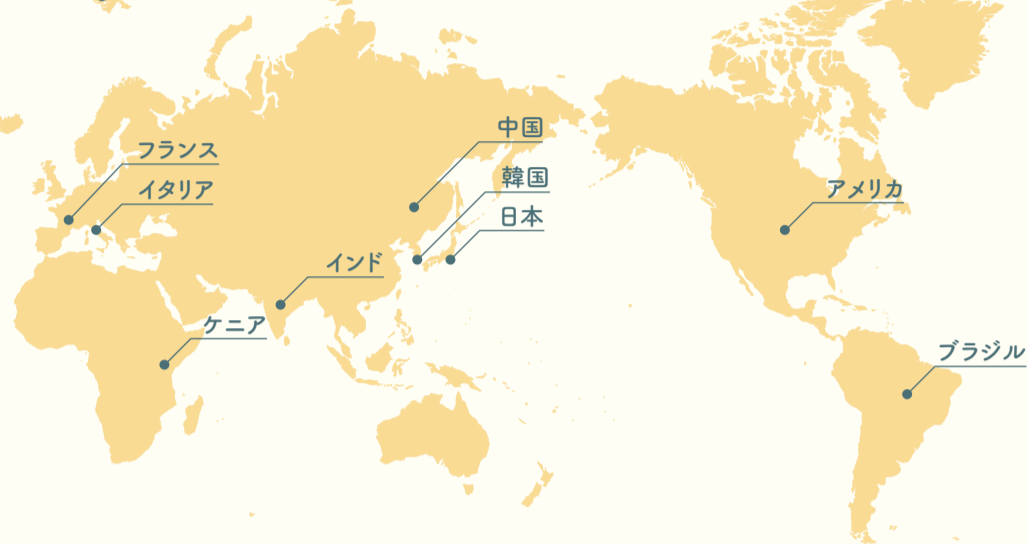 中国
フランス
韓国
イタリア
アメリカ
日本
インド
ケニア
ブラジル